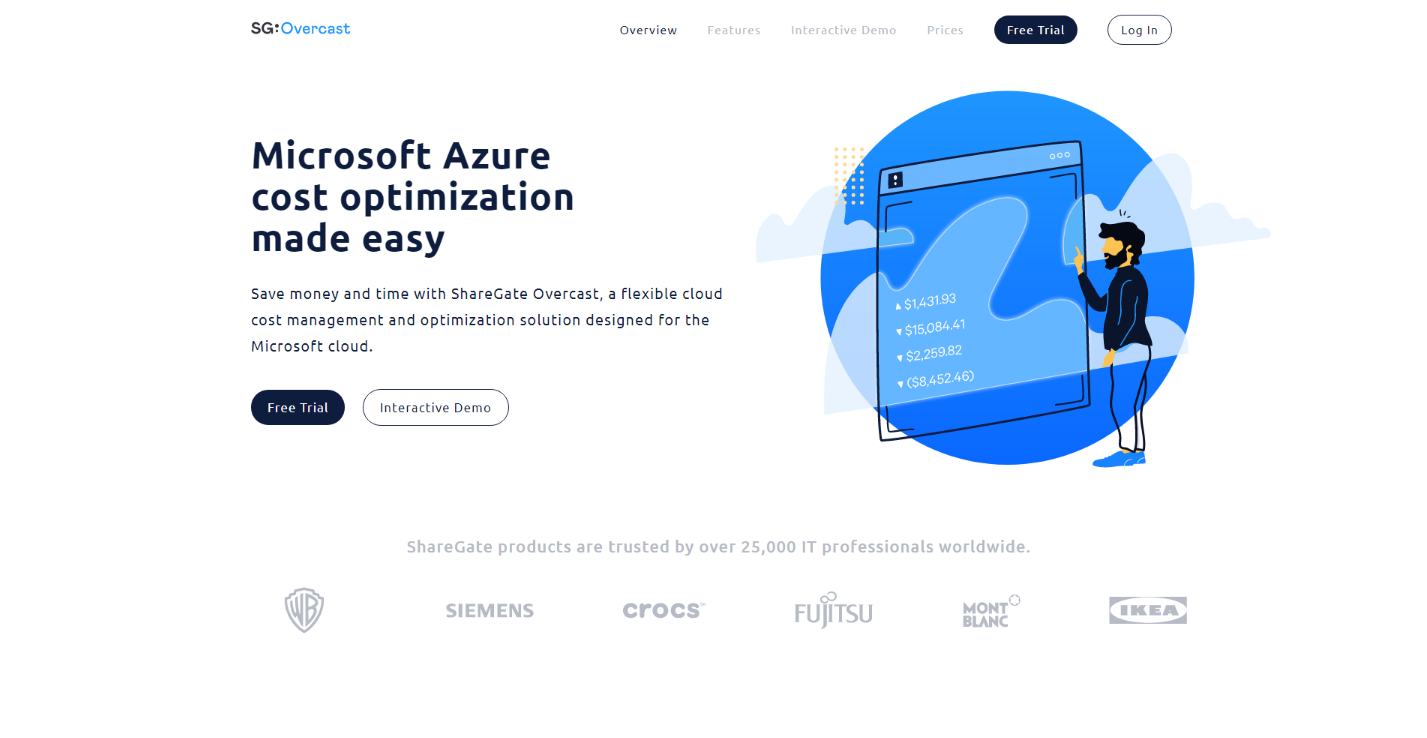 SG:Overcast
Overview
Features
Interactive Demo
Prices
Free Trial
Log In
Microsoft Azure
cost optimization
made easy
Save money and time with ShareGate Overcast, a flexible cloud
cost management and optimization solution designed for the
Microsoft cloud.
Free Trial
Interactive Demo
▲ $1,431.93
▼ $15,084.41
▼ $2,259.82
▼ ($8,452.46)
ShareGate products are trusted by over 25,000 IT professionals worldwide.
WB
SIEMENS
crocs™
FUJITSU
MONT
BLANC
IKEA